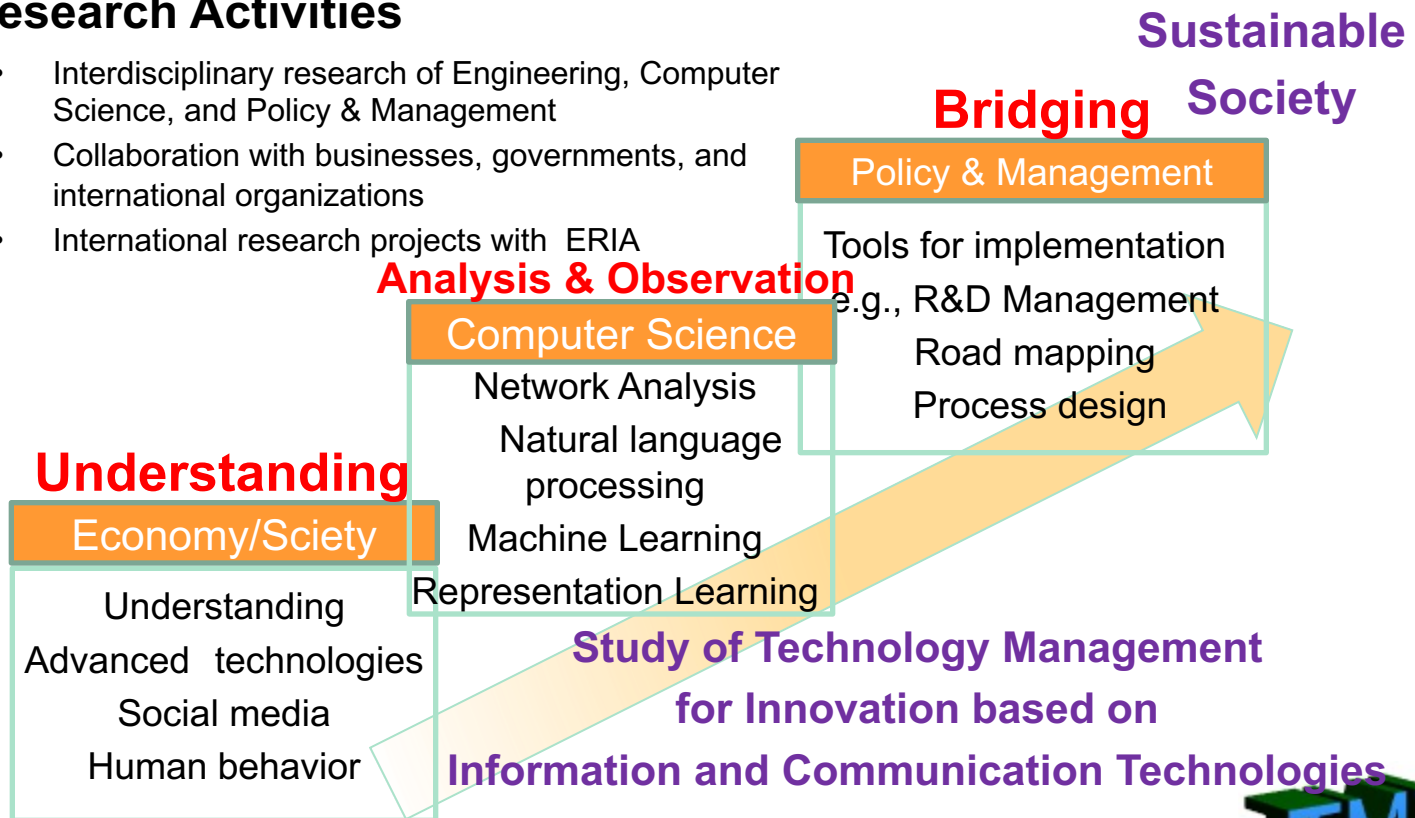 esearch Activities
• Interdisciplinary research of Engineering, Computer
Science, and Policy & Management
• Collaboration with businesses, governments, and
international organizations
• International research projects with ERIA
Sustainable
Society
Bridging
Policy & Management
Tools for implementation
e.g., R&D Management
Road mapping
Process design
Analysis & Observation
Computer Science
Network Analysis
Natural language
processing
Machine Learning
Representation Learning
Understanding
Economy/Sciety
Understanding
Advanced technologies
Social media
Human behavior
Study of Technology Management
for Innovation based on
Information and Communication Technologies